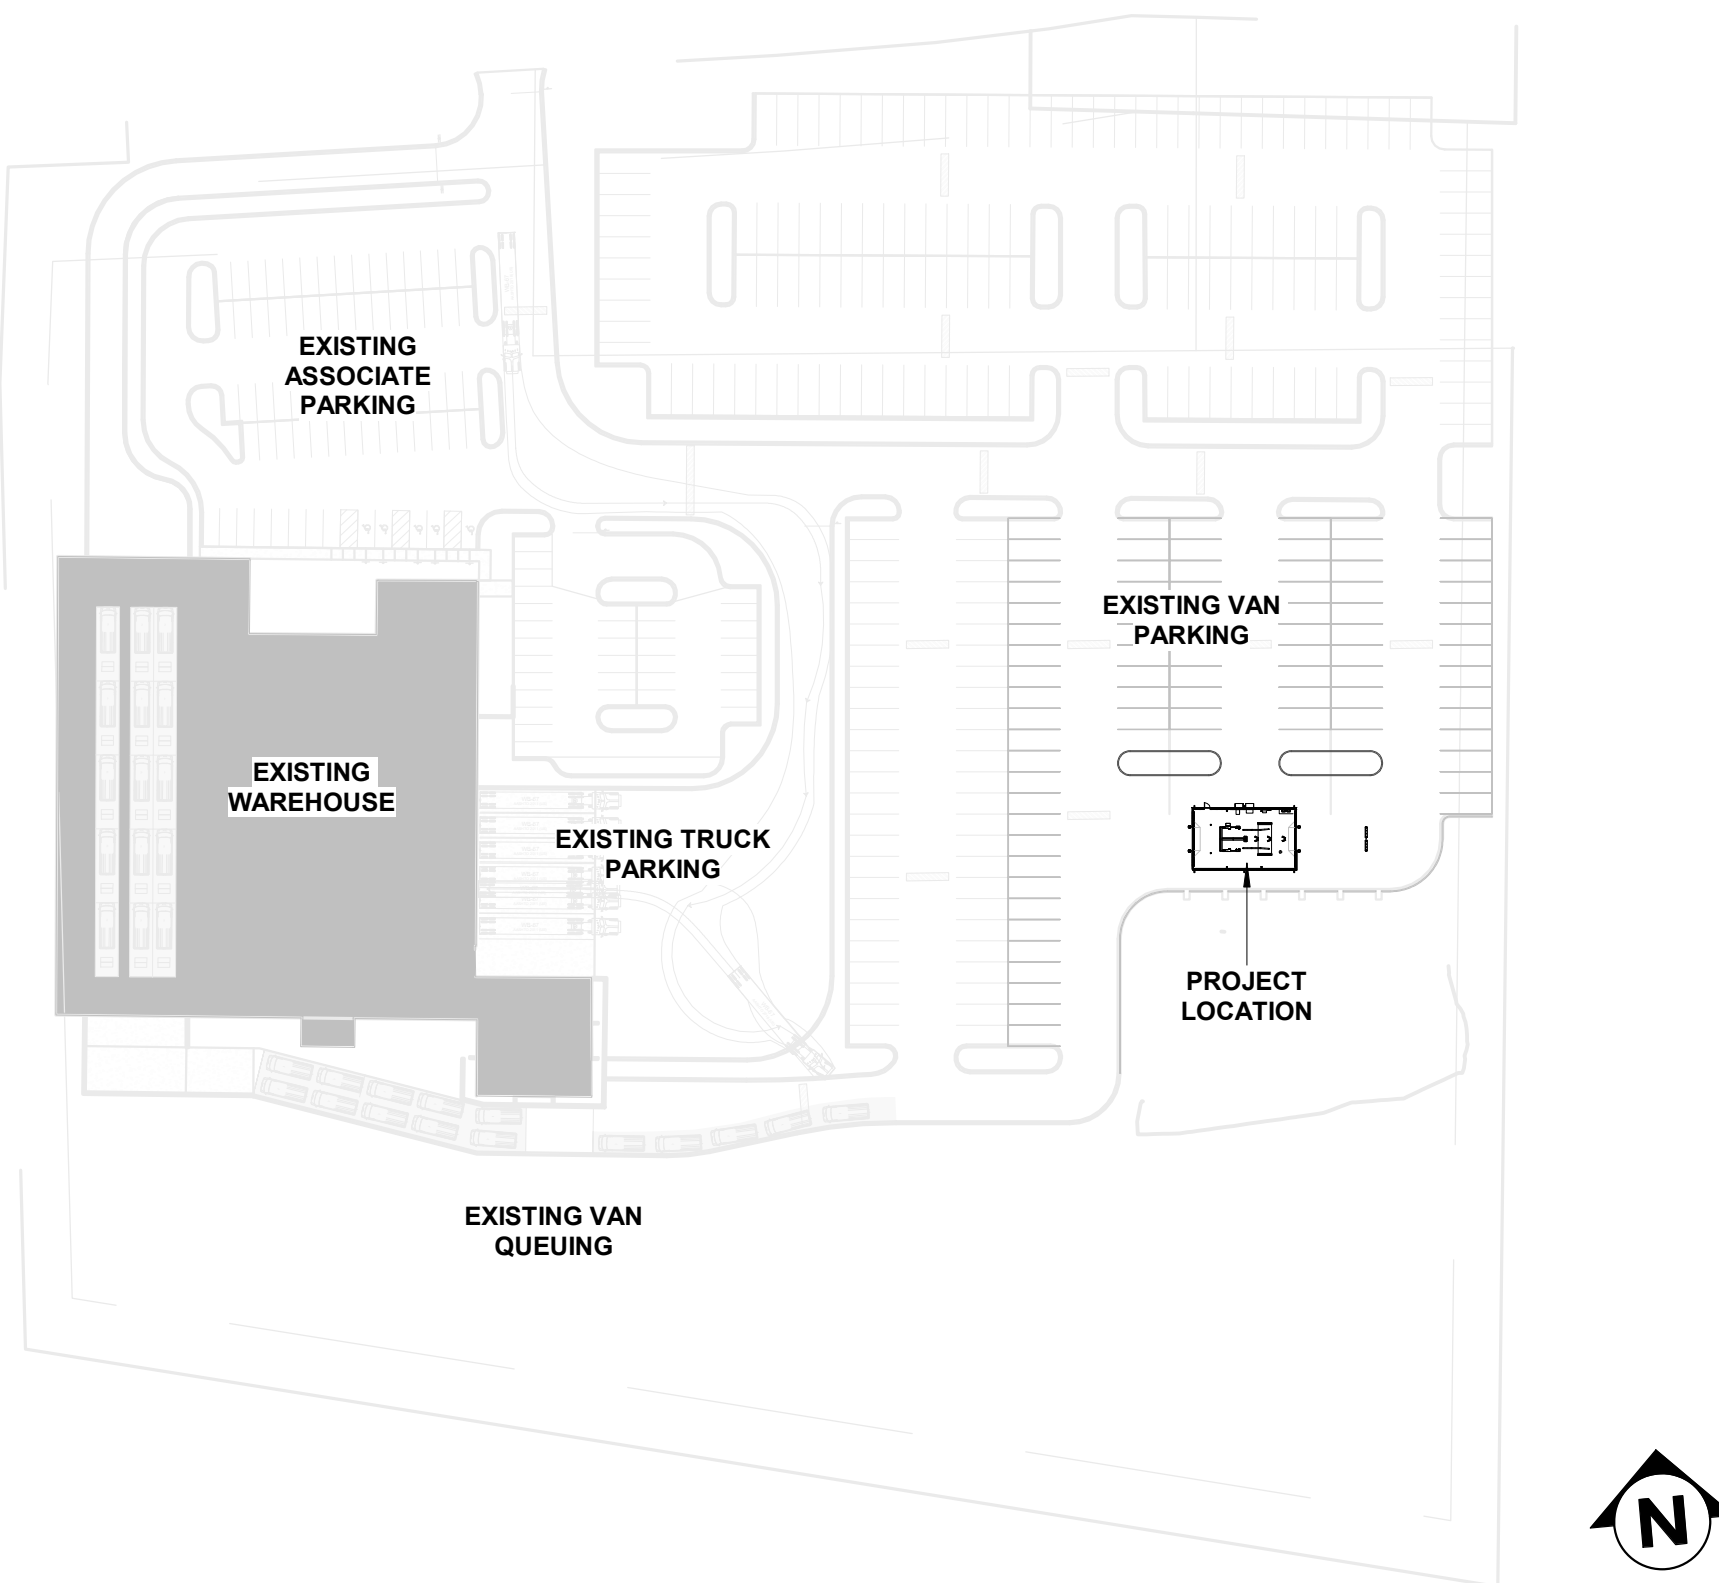 EXISTING
ASSOCIATE
PARKING
EXISTING VAN
PARKING
EXISTING
WAREHOUSE
EXISTING TRUCK
PARKING
PROJECT
LOCATION
EXISTING VAN
QUEUING
N